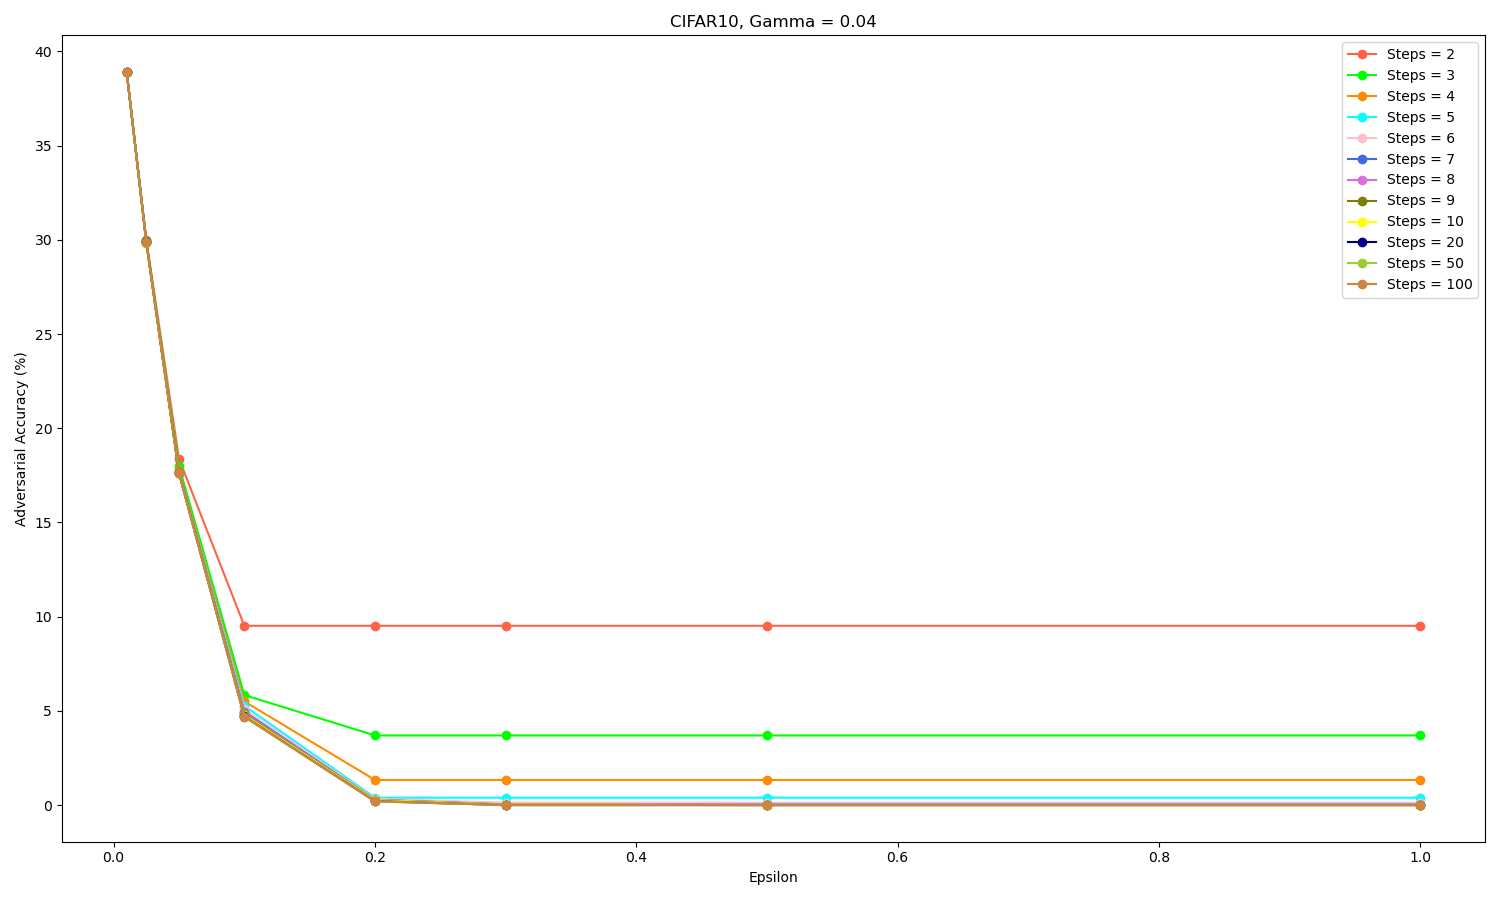 CIFAR10, Gamma = 0.04
Adversarial Accuracy (%)
40
35
30
25
20
15
10
5
0
Steps = 2
Steps = 3
Steps = 4
Steps = 5
Steps = 6
Steps = 7
Steps = 8
Steps = 9
Steps = 10
Steps = 20
Steps = 50
Steps = 100
0.0 0.2 0.4 0.6 0.8 1.0
Epsilon